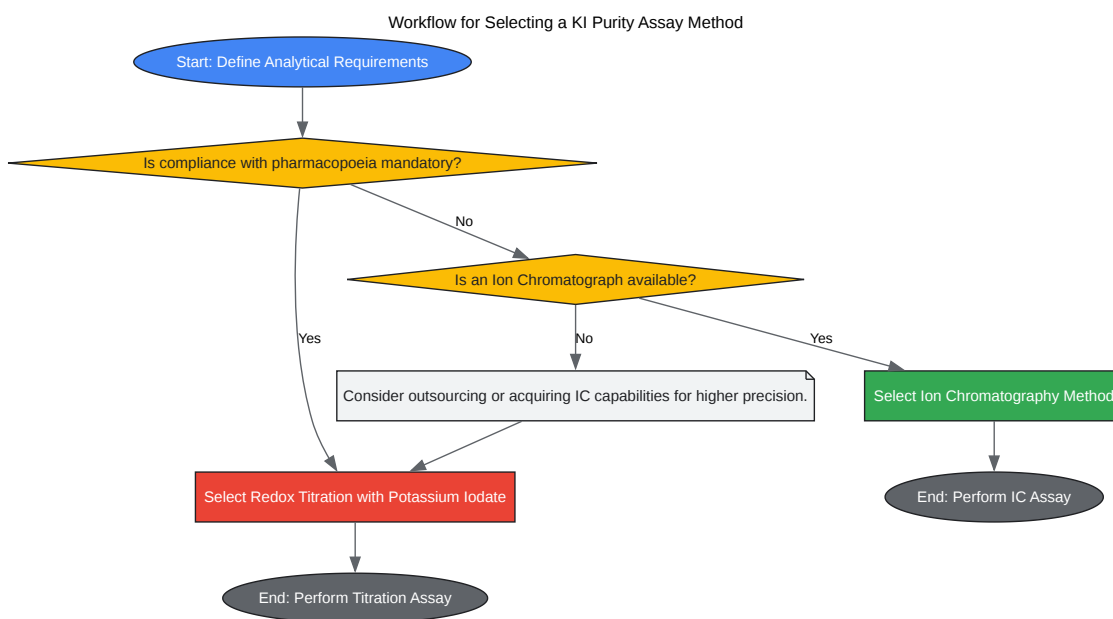 Workflow for Selecting a KI Purity Assay Method
Start: Define Analytical Requirements
Is compliance with pharmacopoeia mandatory?
No
Is an Ion Chromatograph available?
Yes
No
Yes
Consider outsourcing or acquiring IC capabilities for higher precision.
Select Ion Chromatography Method
Select Redox Titration with Potassium Iodate
End: Perform IC Assay
End: Perform Titration Assay